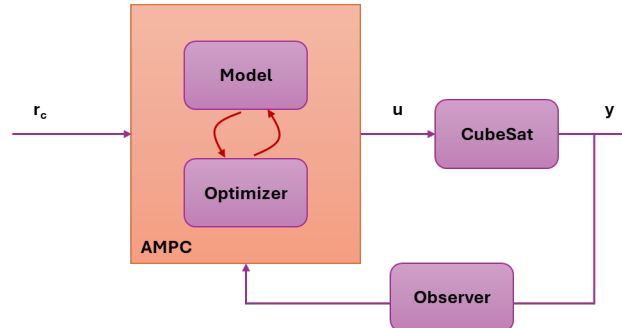 Model
r_c
u
y
CubeSat
Optimizer
AMPC
Observer